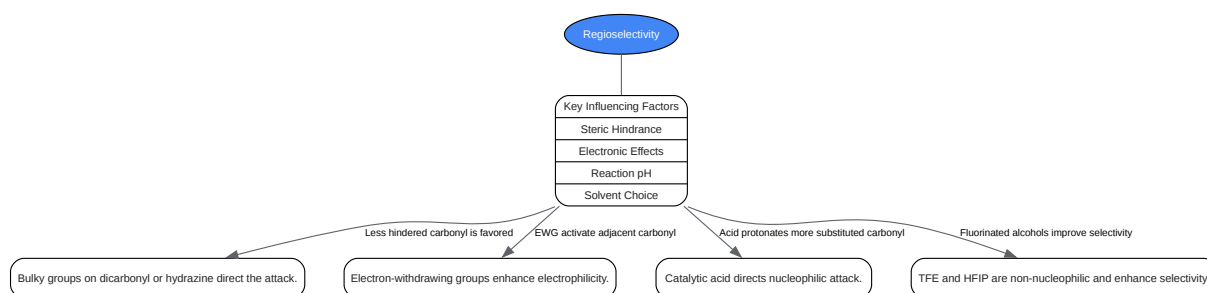 Regioselectivity
Key Influencing Factors
Steric Hindrance
Electronic Effects
Reaction pH
Solvent Choice
Less hindered carbonyl is favored
EWG activate adjacent carbonyl
Acid protonates more substituted carbonyl
Fluorinated alcohols improve selectivity
Bulky groups on dicarbonyl or hydrazine direct the attack.
Electron-withdrawing groups enhance electrophilicity.
Catalytic acid directs nucleophilic attack.
TFE and HFIP are non-nucleophilic and enhance selectivity